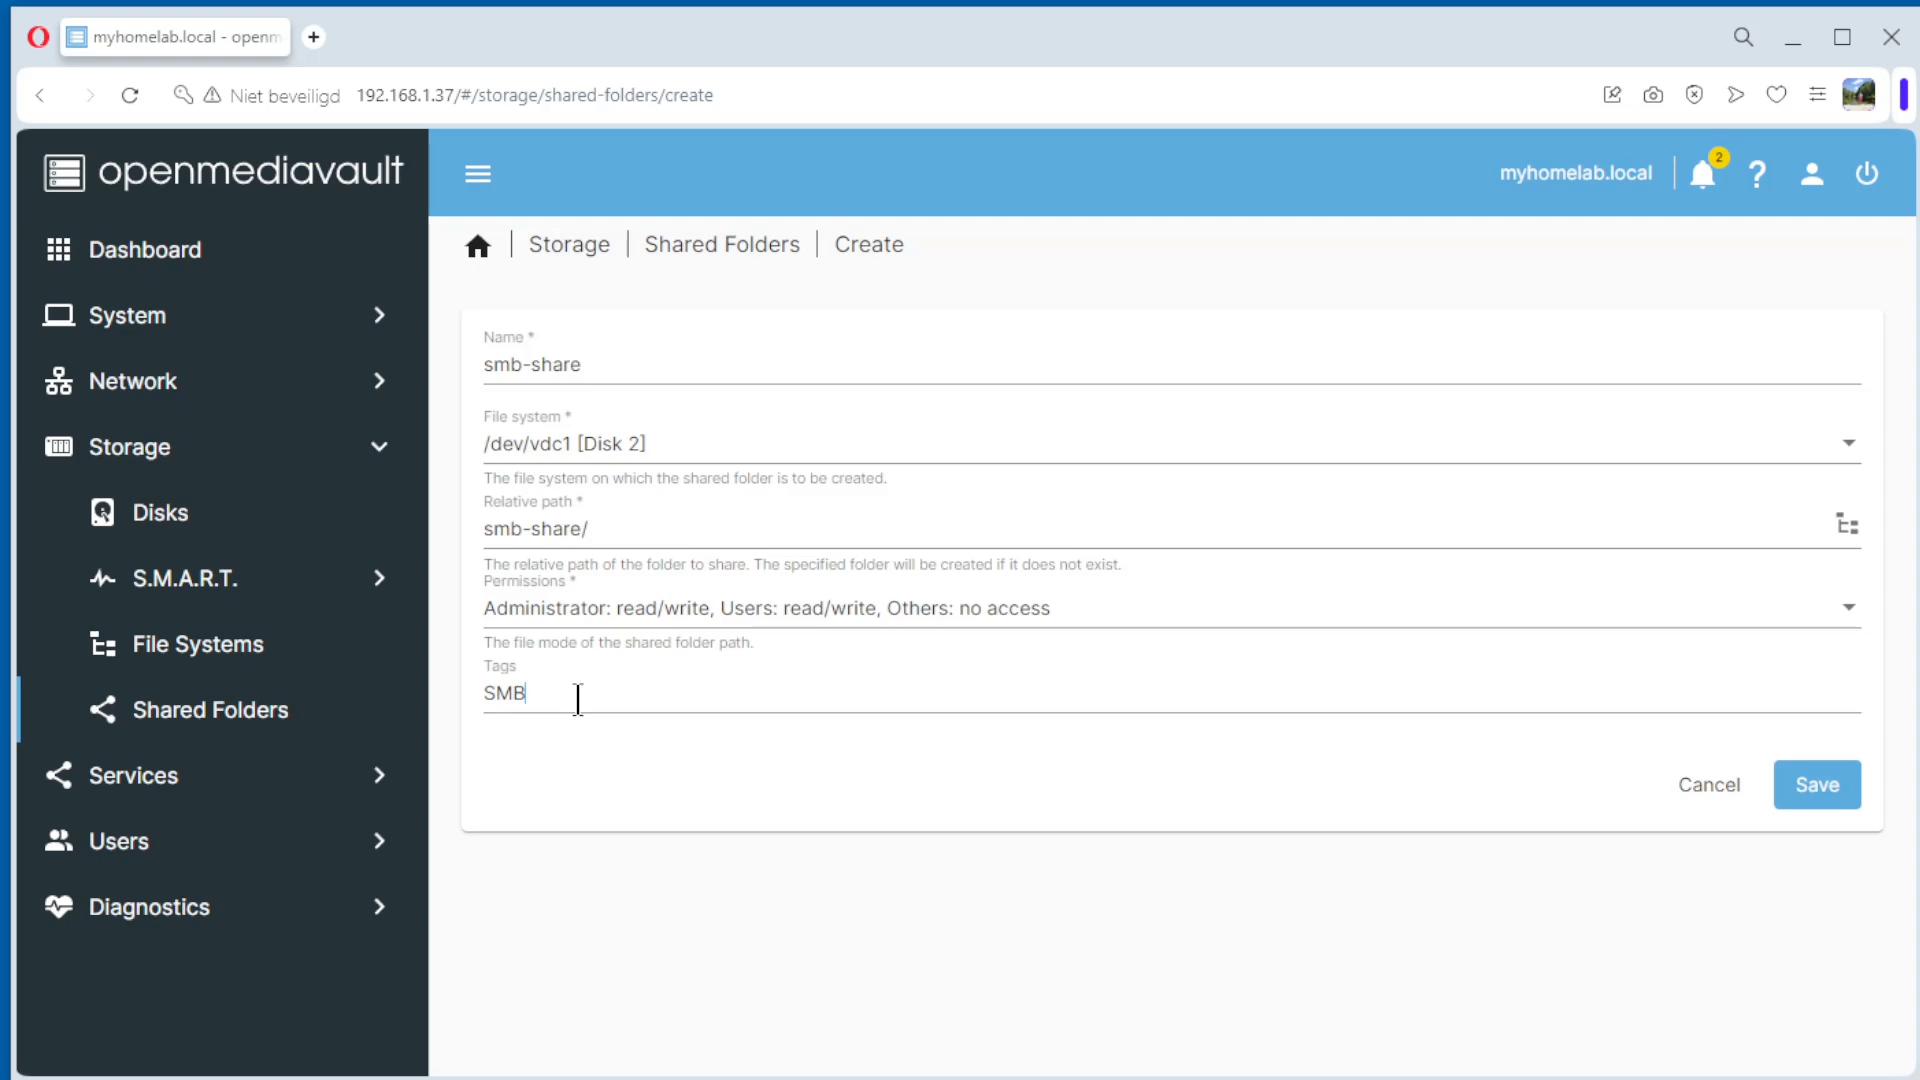 myhomelab.local - openm
Niet beveiligd 192.168.1.37/#/storage/shared-folders/create
openmediavault
myhomelab.local
2
?
Dashboard
System
Network
Storage
Disks
S.M.A.R.T.
File Systems
Shared Folders
Services
Users
Diagnostics
Storage | Shared Folders | Create
Name *
smb-share
File system *
/dev/vdc1 [Disk 2]
The file system on which the shared folder is to be created.
Relative path *
smb-share/
The relative path of the folder to share. The specified folder will be created if it does not exist.
Permissions *
Administrator: read/write, Users: read/write, Others: no access
The file mode of the shared folder path.
Tags
SMB
Cancel
Save